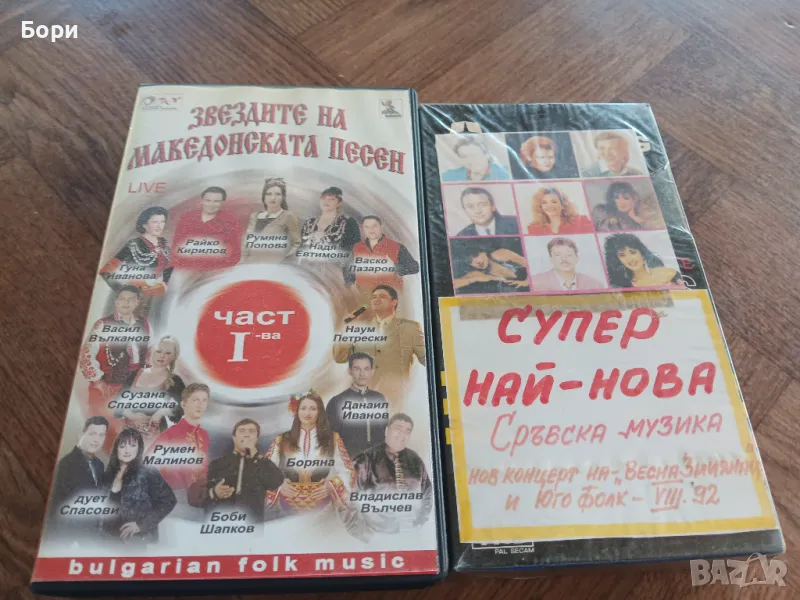 Бори
ЗВЕЗДИТЕ НА
МАКЕДОНСКАТА ПЕСЕН
LIVE
Гуна
Иванова
Райко
Кирилов
Румяна
Попова
Надя
Евтимова
Васко
Лазаров
Васил
Вълканов
ЧАСТ
I-ва
Наум
Петрески
Сузана
Спасовска
Данаил
Иванов
Румен
Малинов
Боряна
дует
Спасови
Боби
Шапков
Владислав
Вълчев
bulgarian folk music
СУПЕР
НАЙ-НОВА
СРЪБСКА МУЗИКА
НОВ КОНЦЕРТ НА-"ВЕСНА
И ЮГО ФОЛК - VIII. 92
PAL SECAM
BAZAR